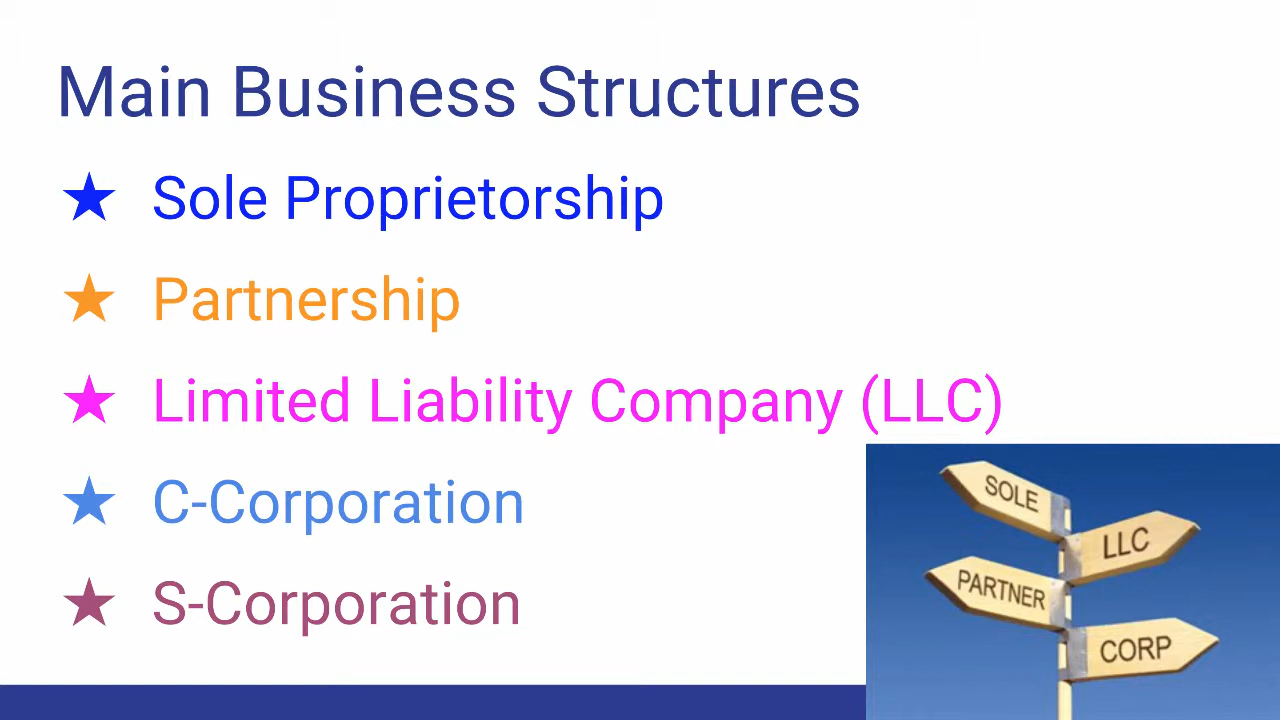 Main Business Structures
★ Sole Proprietorship
★ Partnership
★ Limited Liability Company (LLC)
★ C-Corporation
★ S-Corporation
SOLE
LLC
PARTNER
CORP